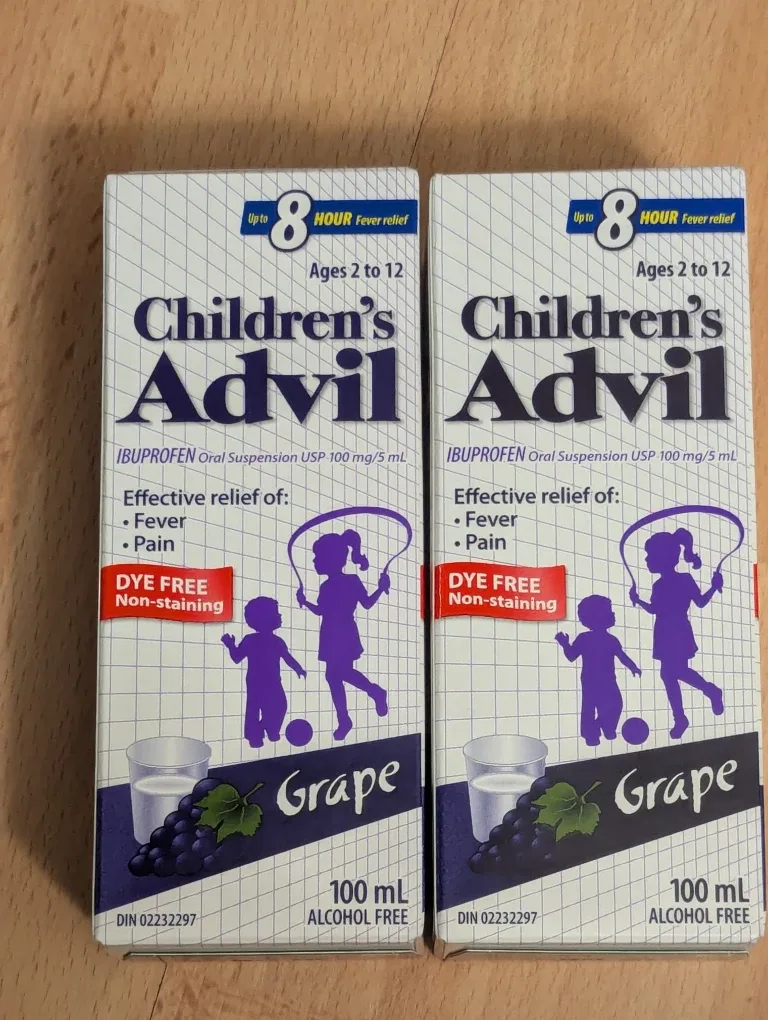 Up to 8 HOUR Fever relief
Ages 2 to 12
Children's
Advil
IBUPROFEN Oral Suspension USP 100 mg/5 mL
Effective relief of:
• Fever
• Pain
DYE FREE
Non-staining
Grape
100 mL
DIN 02232297 ALCOHOL FREE
Up to 8 HOUR Fever relief
Ages 2 to 12
Children's
Advil
IBUPROFEN Oral Suspension USP 100 mg/5 mL
Effective relief of:
• Fever
• Pain
DYE FREE
Non-staining
Grape
100 mL
DIN 02232297 ALCOHOL FREE